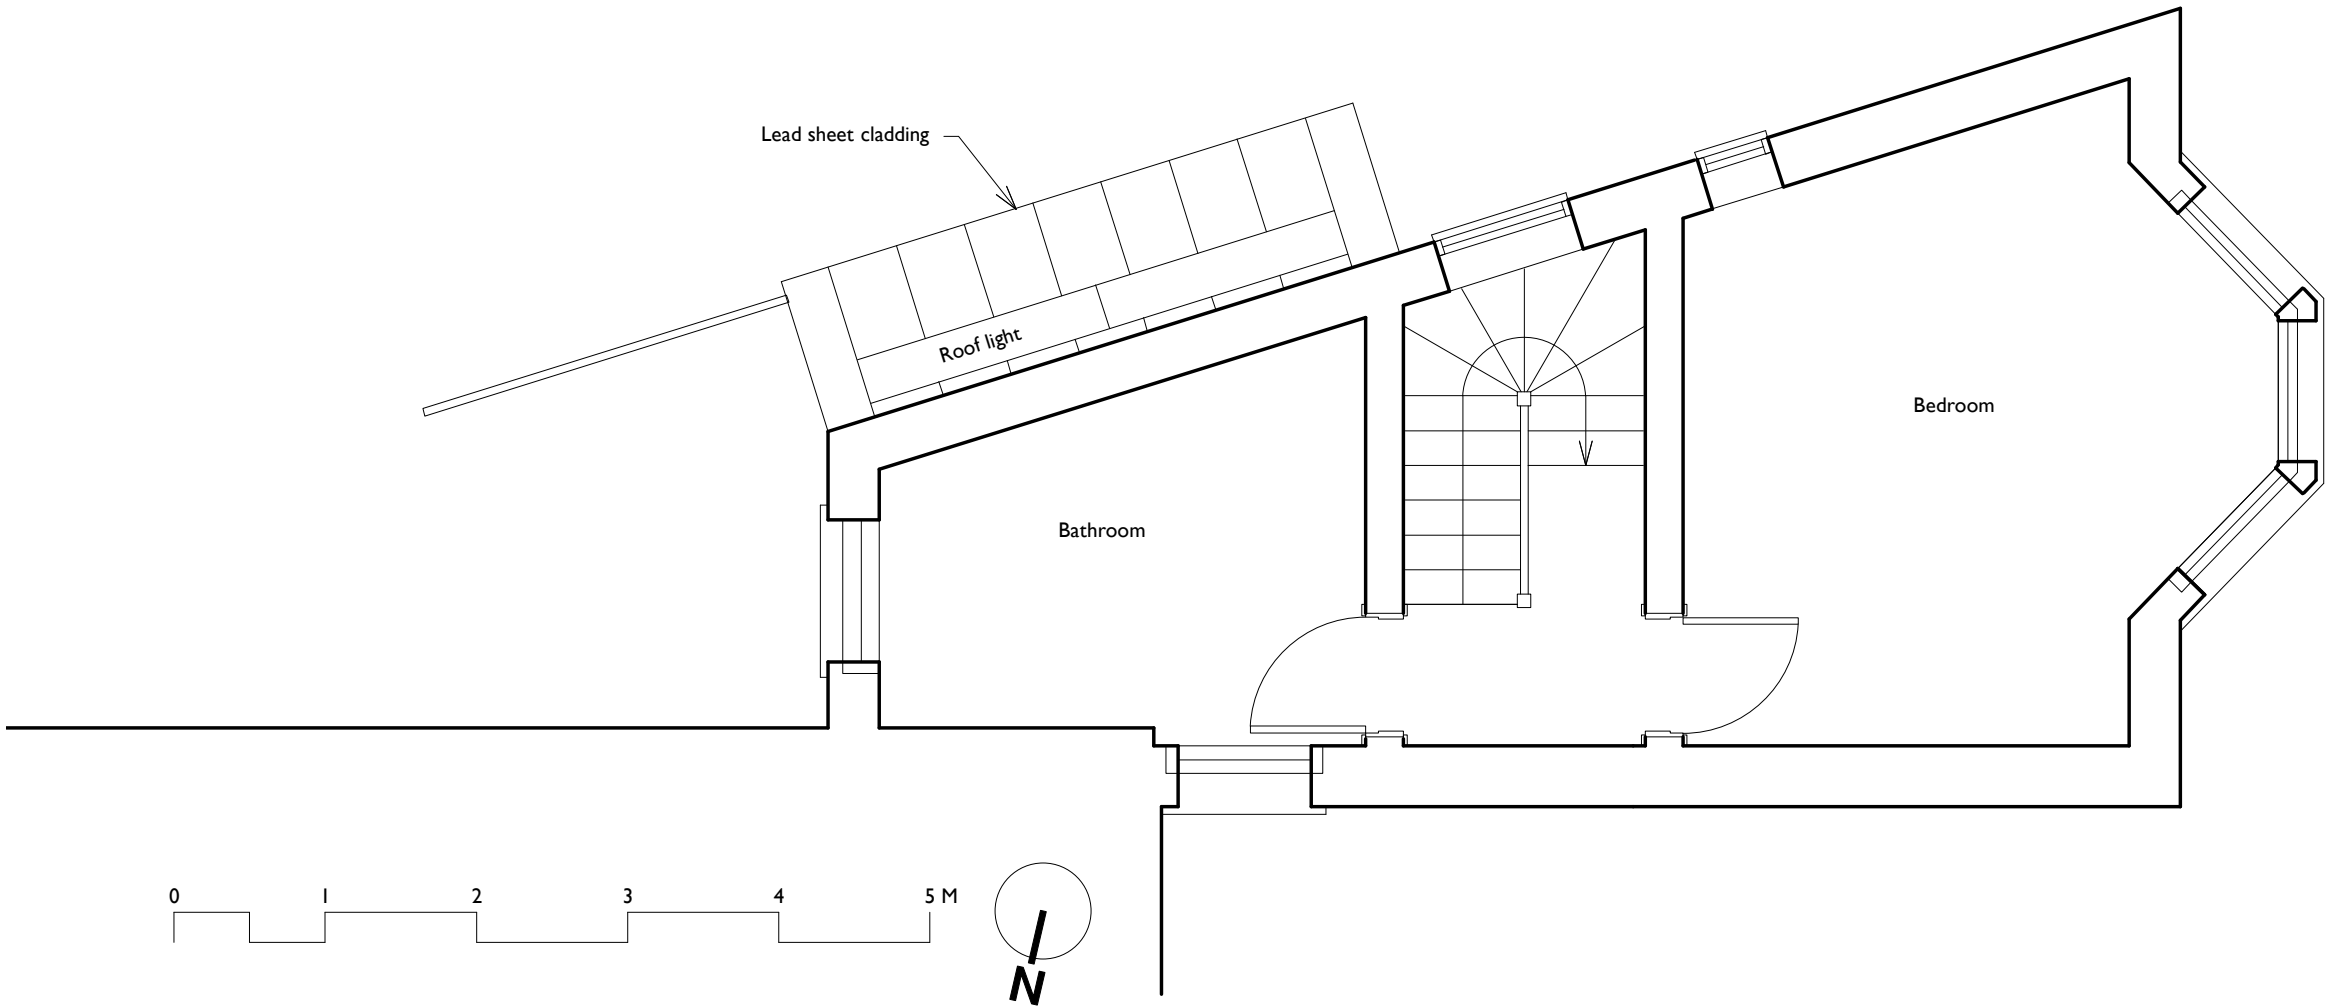 Lead sheet cladding
Roof light
Bedroom
Bathroom
0 1 2 3 4 5 M
N